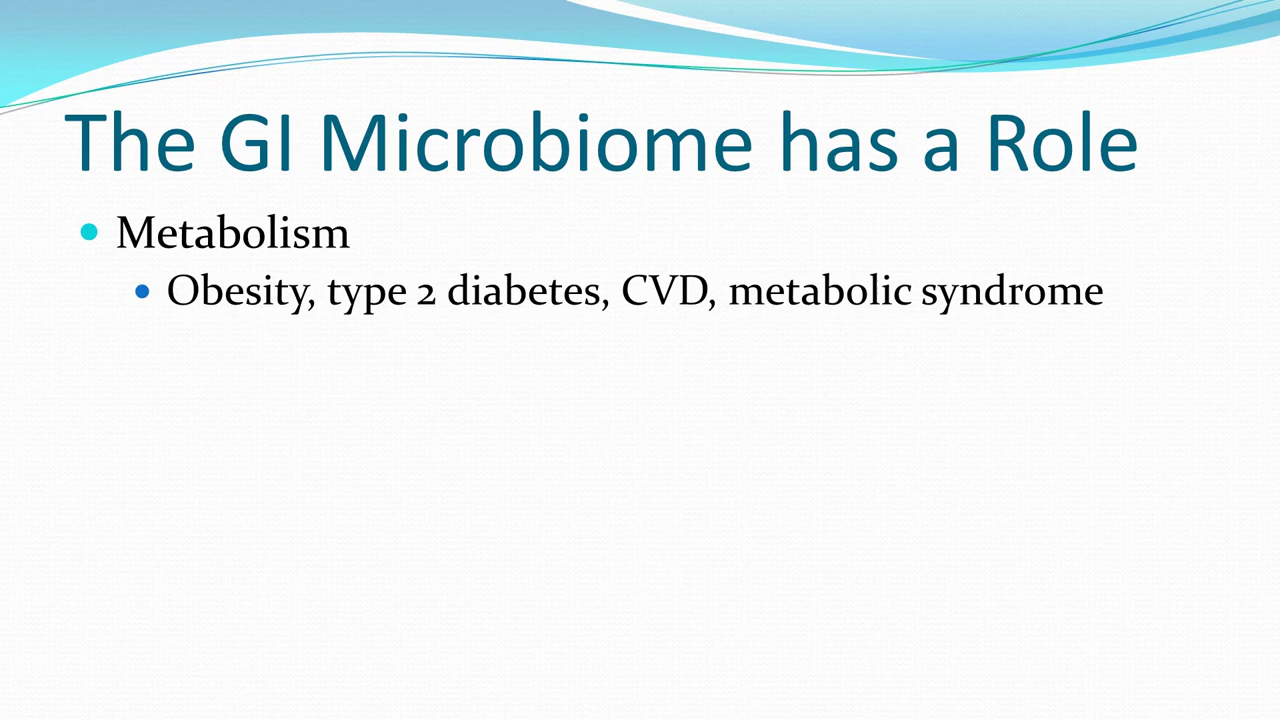 The GI Microbiome has a Role
Metabolism
Obesity, type 2 diabetes, CVD, metabolic syndrome